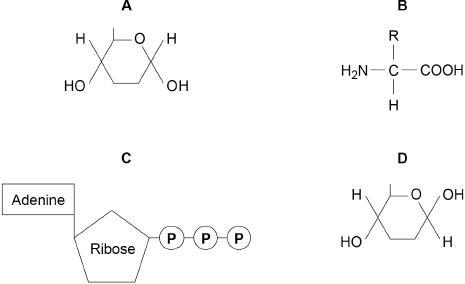 A
H O H
HO OH
B
R
H₂N C COOH
H
C
Adenine
Ribose P P P
D
H O OH
HO H